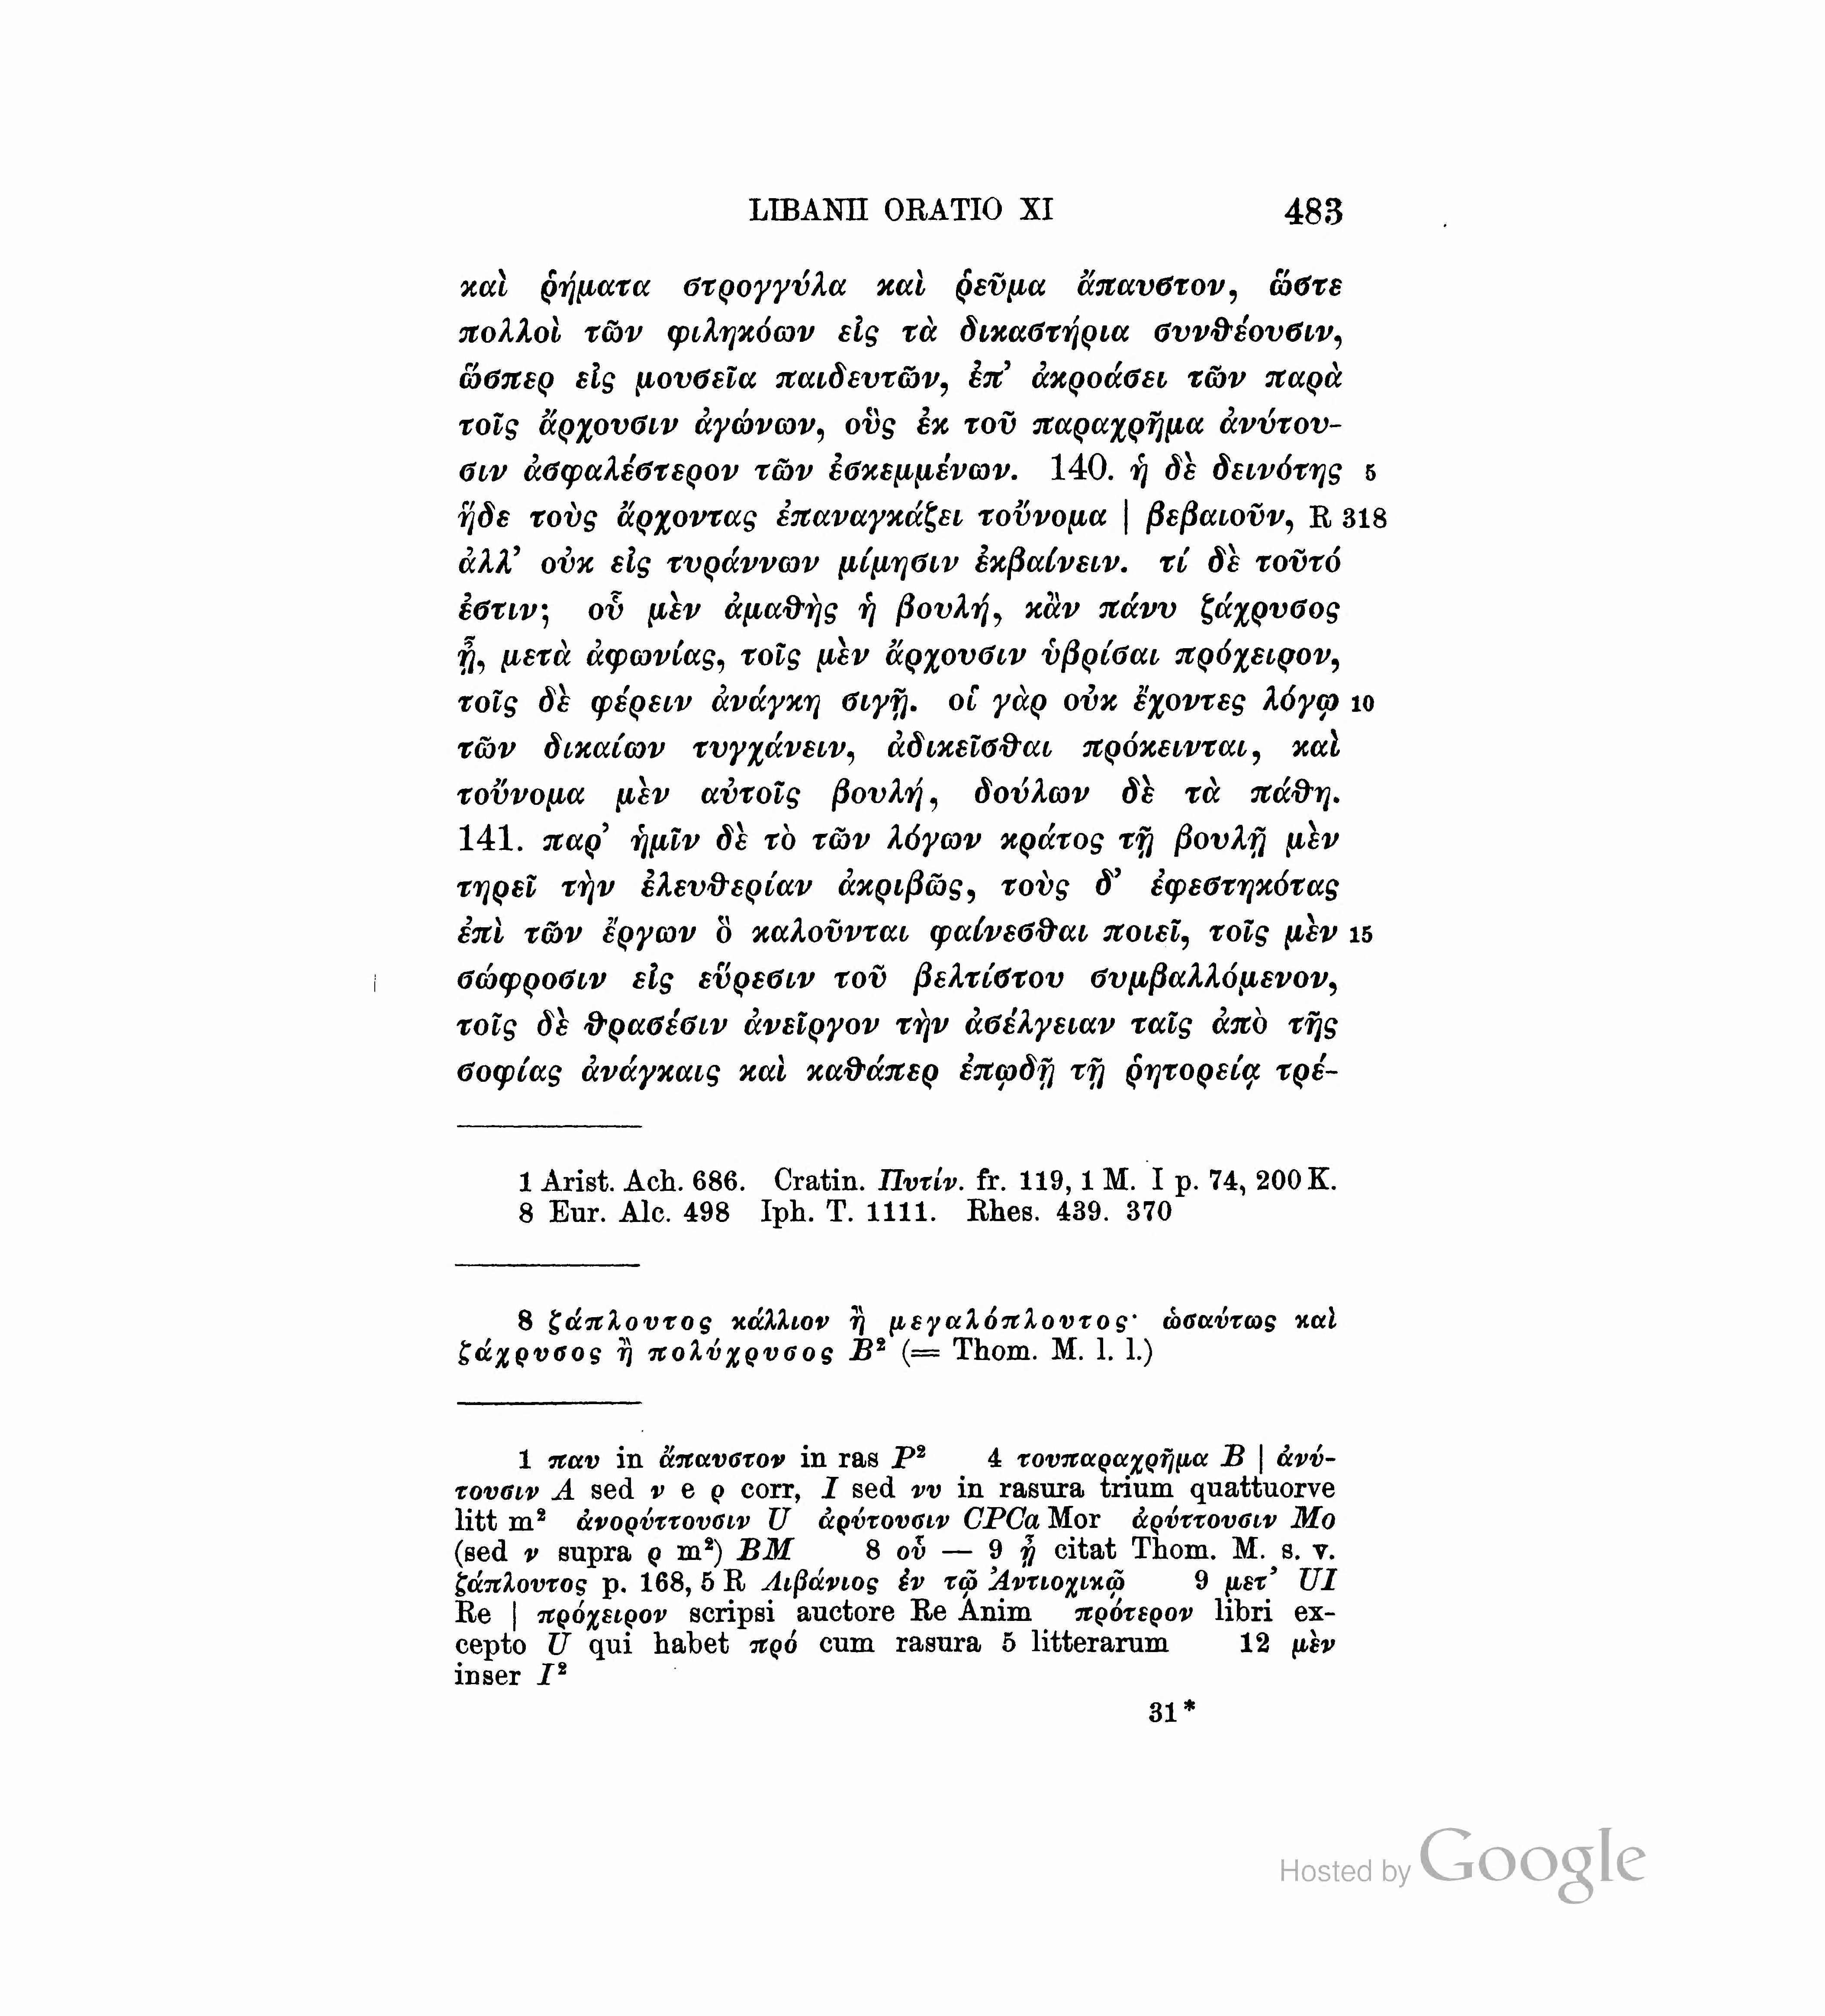 LIBANII ORATIO XI 483
καὶ ῥήματα στρογγύλα καὶ ῥεῦμα ἄπαυστον, ὥστε
πολλοὶ τῶν φιληκόων εἰς τὰ δικαστήρια συνθέουσιν,
ὥσπερ εἰς μουσεῖα παιδευτῶν, ἐπ’ ἀκροάσει τῶν παρὰ
τοῖς ἄρχουσιν ἀγώνων, οὓς ἐκ τοῦ παραχρῆμα ἀνύτου-
σιν ἀσφαλέστερον τῶν ἐσκεμμένων. 140. ἡ δὲ δεινότης 5
ἥδε τοὺς ἄρχοντας ἐπαναγκάζει τοὔνομα | βεβαιοῦν, R 318
ἀλλ’ οὐκ εἰς τυράννων μίμησιν ἐκβαίνειν. τί δὲ τοῦτό
ἐστιν; οὗ μὲν ἀμαθὴς ἡ βουλή, κἂν πάνυ ζάχρυσος
ᾖ, μετὰ ἀφωνίας, τοῖς μὲν ἄρχουσιν ὑβρίσαι πρόχειρον,
τοῖς δὲ φέρειν ἀνάγκη σιγῇ. οἱ γὰρ οὐκ ἔχοντες λόγῳ 10
τῶν δικαίων τυγχάνειν, ἀδικεῖσθαι πρόκεινται, καὶ
τοὔνομα μὲν αὐτοῖς βουλή, δούλων δὲ τὰ πάθη.
141. παρ’ ἡμῖν δὲ τὸ τῶν λόγων κράτος τῇ βουλῇ μὲν
τηρεῖ τὴν ἐλευθερίαν ἀκριβῶς, τοὺς δ’ ἐφεστηκότας
ἐπὶ τῶν ἔργων ὃ καλοῦνται φαίνεσθαι ποιεῖ, τοῖς μὲν 15
σώφροσιν εἰς εὕρεσιν τοῦ βελτίστου συμβαλλόμενον,
τοῖς δὲ θρασέσιν ἀνεῖργον τὴν ἀσέλγειαν ταῖς ἀπὸ τῆς
σοφίας ἀνάγκαις καὶ καθάπερ ἐπῳδῇ τῇ ῥητορείᾳ τρέ-
1 Arist. Ach. 686. Cratin. Πυτίν. fr. 119, 1 M. I p. 74, 200 K.
8 Eur. Alc. 498 Iph. T. 1111. Rhes. 439. 370
8 ζάπλουτος κάλλιον ἢ μεγαλόπλουτος· ὡσαύτως καὶ
ζάχρυσος ἢ πολύχρυσος B² (= Thom. M. l. l.)
1 παυ in ἄπαυστον in ras P² 4 τουπαραχρῆμα B | ἀνύ-
τουσιν A sed ν e ρ corr, I sed νυ in rasura trium quattuorve
litt m² ἀνορύττουσιν U ἀρύτουσιν CPCa Mor ἀρύττουσιν Mo
(sed ν supra ρ m²) BM 8 οὗ — 9 ᾖ citat Thom. M. s. v.
ζάπλουτος p. 168, 5 R Λιβάνιος ἐν τῷ Ἀντιοχικῷ 9 μετ’ UI
Re | πρόχειρον scripsi auctore Re Anim πρότερον libri ex-
cepto U qui habet πρό cum rasura 5 litterarum 12 μὲν
inser I²
31*
Hosted by Google